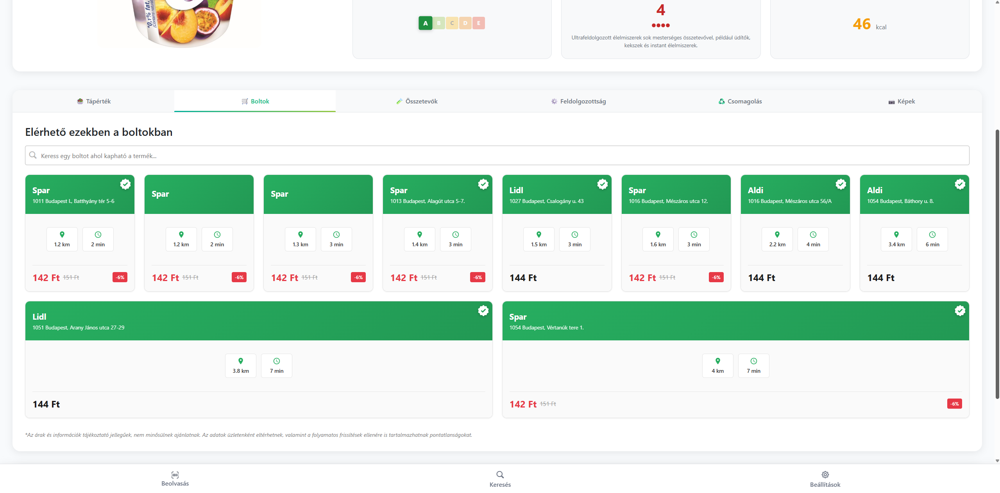 *0,1% fat,
(Contains natural
A B C D E
4
Ultrafeldolgozott élelmiszerek sok mesterséges összetevővel, például üdítők,
kekszek és instant élelmiszerek.
46 kcal
Tápérték
Boltok
Összetevők
Feldolgozottság
Csomagolás
Képek
Elérhető ezekben a boltokban
Keress egy boltot ahol kapható a termék...
Spar
1011 Budapest I., Batthyány tér 5-6
1.2 km
2 min
142 Ft 151 Ft -6%
Spar
1.2 km
2 min
142 Ft 151 Ft -6%
Spar
1.3 km
3 min
142 Ft 151 Ft -6%
Spar
1013 Budapest, Alagút utca 5-7.
1.4 km
3 min
142 Ft 151 Ft -6%
Lidl
1027 Budapest, Csalogány u. 43
1.5 km
3 min
144 Ft
Spar
1016 Budapest, Mészáros utca 12.
1.6 km
3 min
142 Ft 151 Ft -6%
Aldi
1016 Budapest, Mészáros utca 56/A
2.2 km
4 min
144 Ft
Aldi
1054 Budapest, Báthory u. 8.
3.4 km
6 min
144 Ft
Lidl
1051 Budapest, Arany János utca 27-29
3.8 km
7 min
144 Ft
Spar
1054 Budapest, Vértanúk tere 1.
4 km
7 min
142 Ft 151 Ft -6%
*Az árak és információk tájékoztató jellegűek, nem minősülnek ajánlatnak. Az adatok üzletenként eltérhetnek, valamint a folyamatos frissítések ellenére is tartalmazhatnak pontatlanságokat.
Beolvasás
Keresés
Beállítások